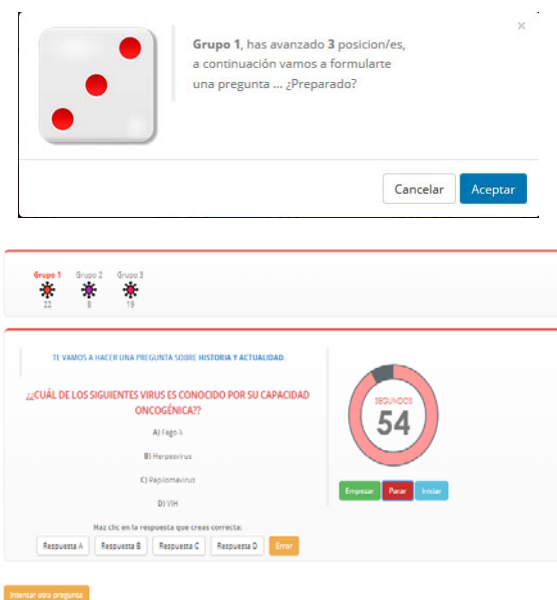 ×
Grupo 1, has avanzado 3 posicion/es,
a continuación vamos a formularte
una pregunta ... ¿Preparado?
Cancelar
Aceptar
Grupo 1 Grupo 2 Grupo 3
22 8 19
TE VAMOS A HACER UNA PREGUNTA SOBRE HISTORIA Y ACTUALIDAD.
¿¿CUÁL DE LOS SIGUIENTES VIRUS ES CONOCIDO POR SU CAPACIDAD
ONCOGÉNICA??
A) Fago λ
B) Herpesvirus
C) Papilomavirus
D) VIH
Haz clic en la respuesta que creas correcta:
Respuesta A Respuesta B Respuesta C Respuesta D Error
SEGUNDOS
54
Empezar Parar Iniciar
Intentar otra pregunta